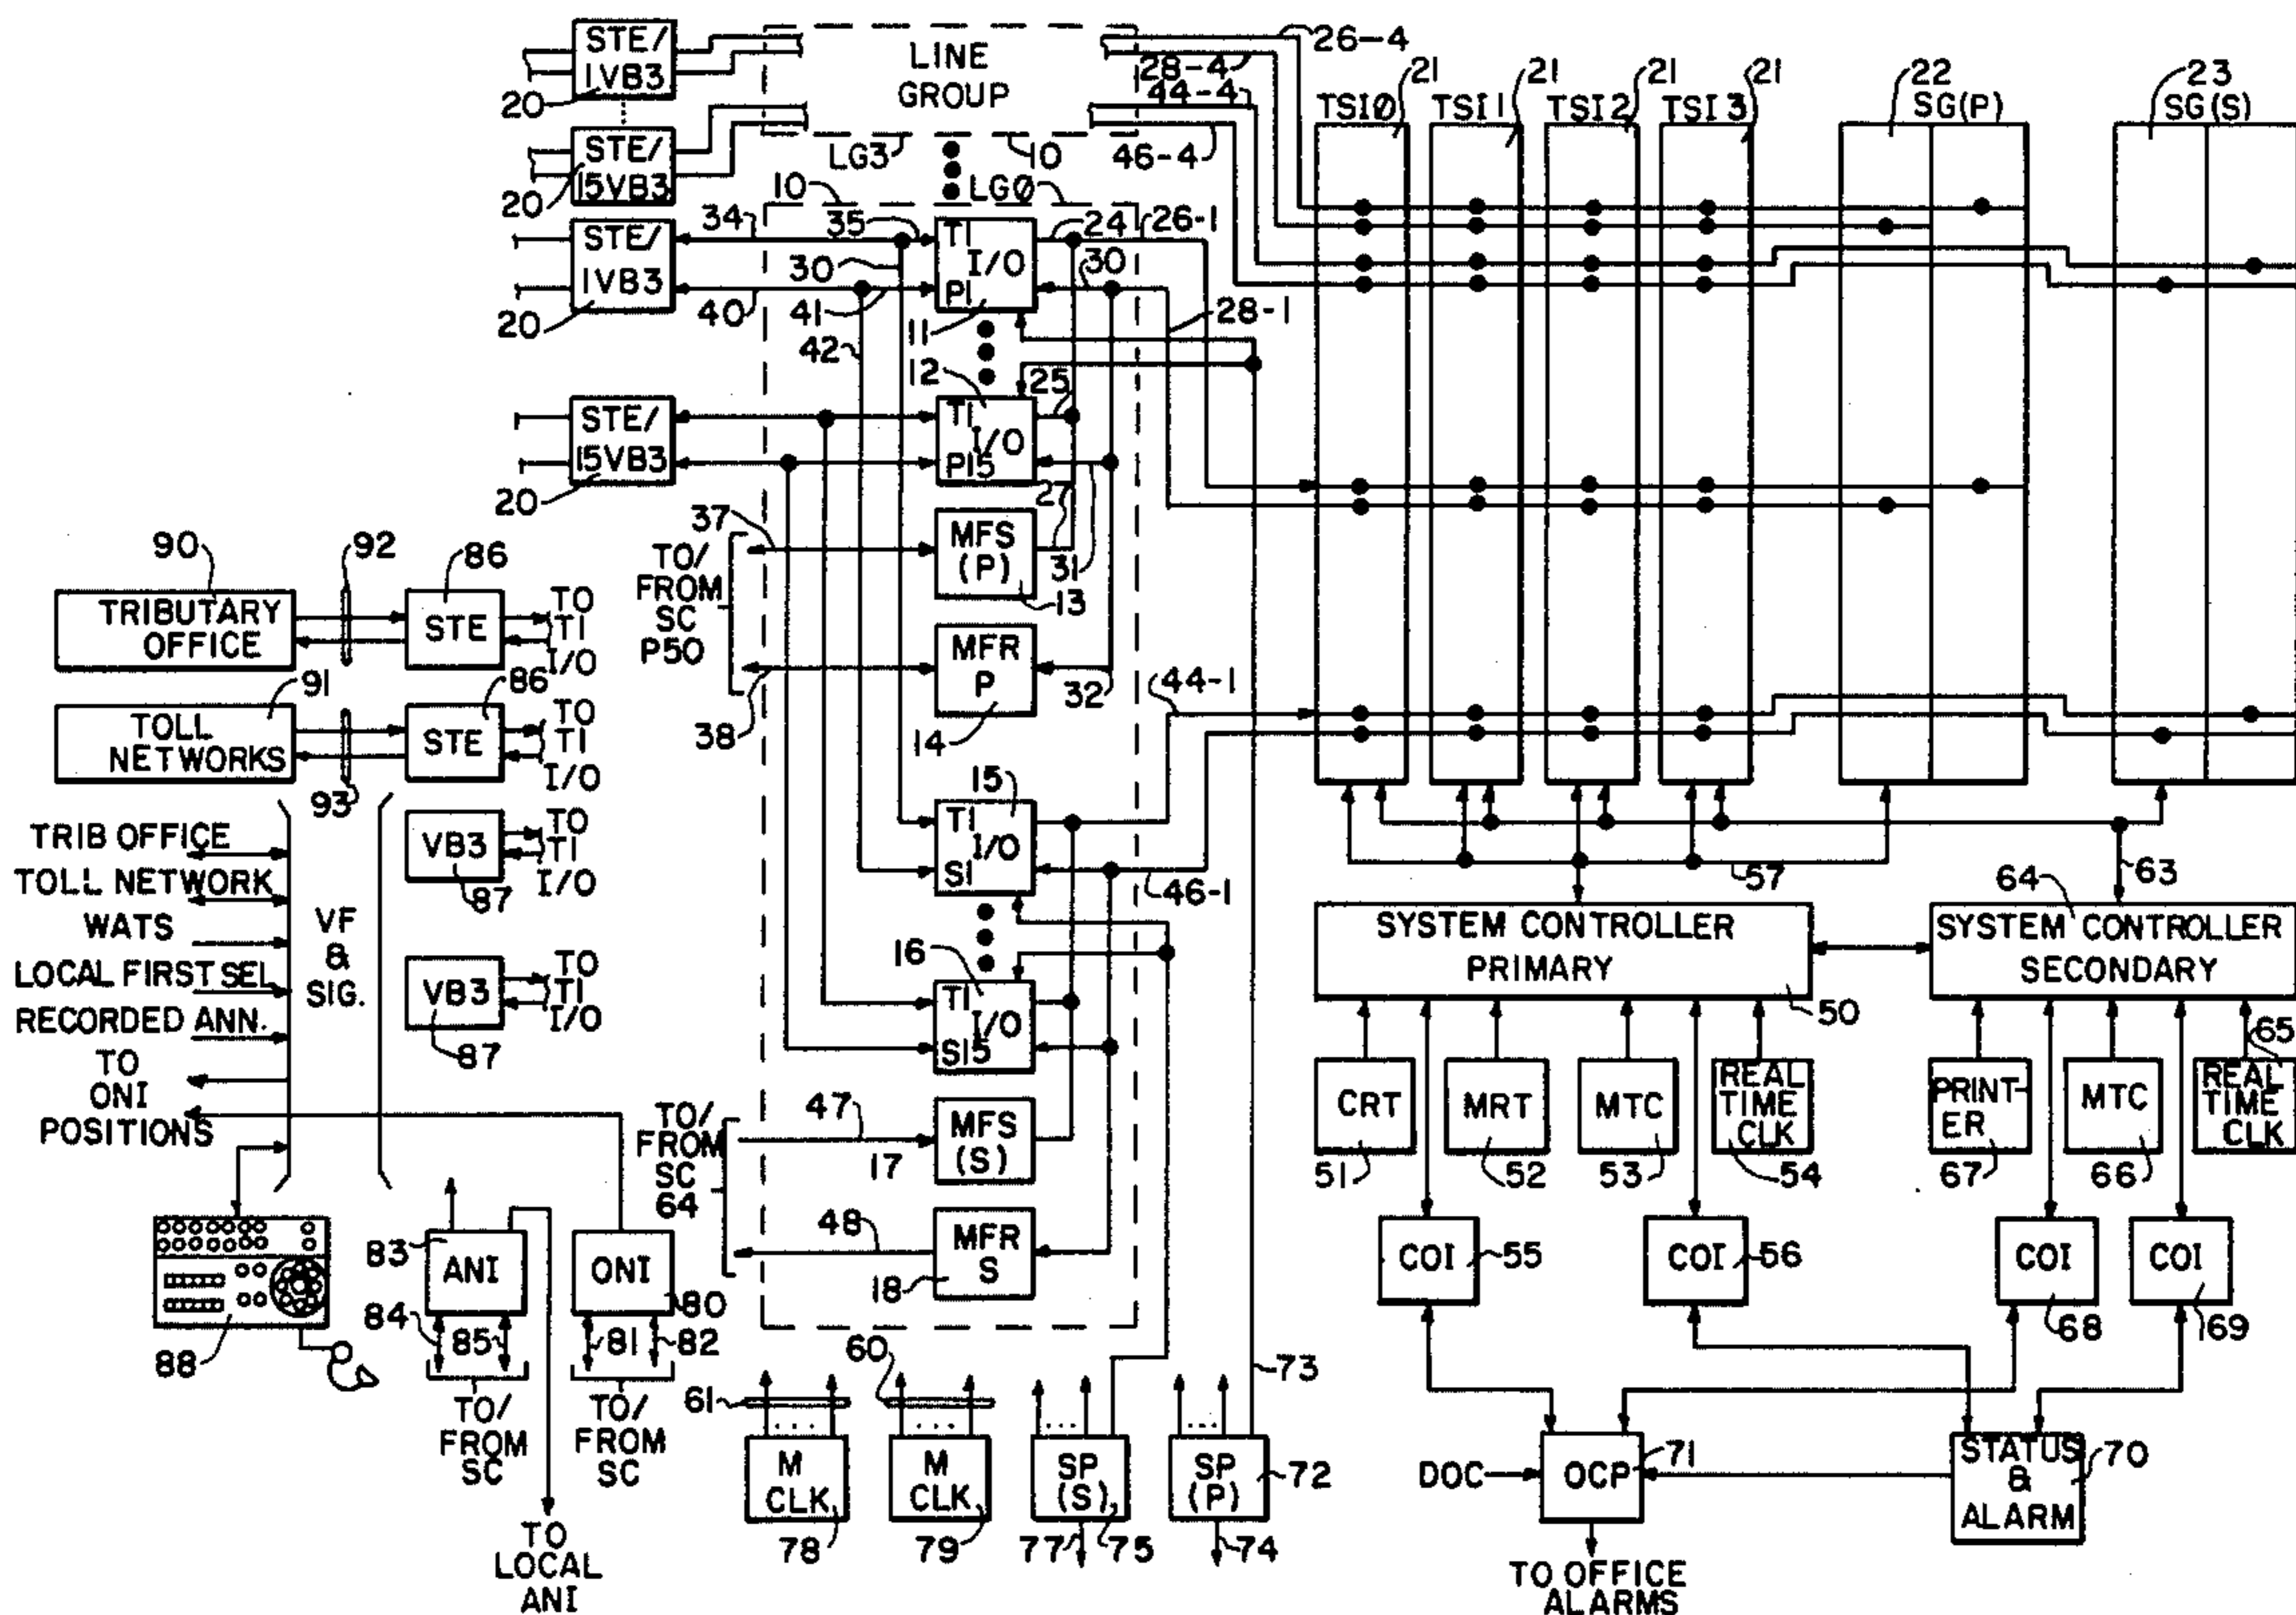 STE/
1VB3
20
STE/
15VB3
20
LINE
GROUP
LG3
10
26-4
28-4
44-4
46-4
21
TSIØ
21
TSI1
21
TSI2
21
TSI3
22
SG(P)
23
SG(S)
10
LGØ
34
35
STE/
1VB3
20
30
40
41
42
T1
I/O
P1
11
24
26-1
30
28-1
12
25
STE/
15VB3
20
T1
I/O
P15
27
31
37
TO/
FROM
SC
P50
38
MFS
(P)
13
MFR
P
14
32
44-1
90
TRIBUTARY
OFFICE
92
86
STE
TO
T1
I/O
91
TOLL
NETWORKS
93
86
STE
TO
T1
I/O
15
T1
I/O
S1
46-1
TRIB OFFICE
TOLL NETWORK
WATS
LOCAL FIRST SEL
RECORDED ANN.
TO
ONI
POSITIONS
VF
&
SIG.
VB3
87
TO
T1
I/O
VB3
87
TO
T1
I/O
16
T1
I/O
S15
57
63
64
SYSTEM CONTROLLER
PRIMARY
50
SYSTEM CONTROLLER
SECONDARY
TO/
FROM
SC
64
47
17
MFS
(S)
48
18
MFR
S
CRT
51
MRT
52
MTC
53
REAL
TIME
CLK
54
PRINT-
ER
67
MTC
66
65
REAL
TIME
CLK
88
83
ANI
84
85
TO/
FROM
SC
TO
LOCAL
ANI
ONI
80
81
82
TO/
FROM
SC
COI
55
COI
56
COI
68
COI
69
61
M
CLK
78
60
M
CLK
79
SP
(S)
77
75
SP
(P)
72
73
74
DOC
OCP
71
TO OFFICE
ALARMS
STATUS
&
ALARM
70